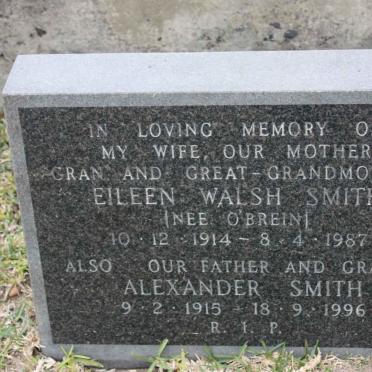 IN LOVING MEMORY O
MY WIFE, OUR MOTHER
GRAN AND GREAT-GRANDMO
EILEEN WALSH SMITH
[NEE O'BREIN]
10 · 12 · 1914 - 8 · 4 · 1987
ALSO OUR FATHER AND GRA
ALEXANDER SMITH
9 · 2 · 1915 - 18 · 9 · 1996
R. I. P.